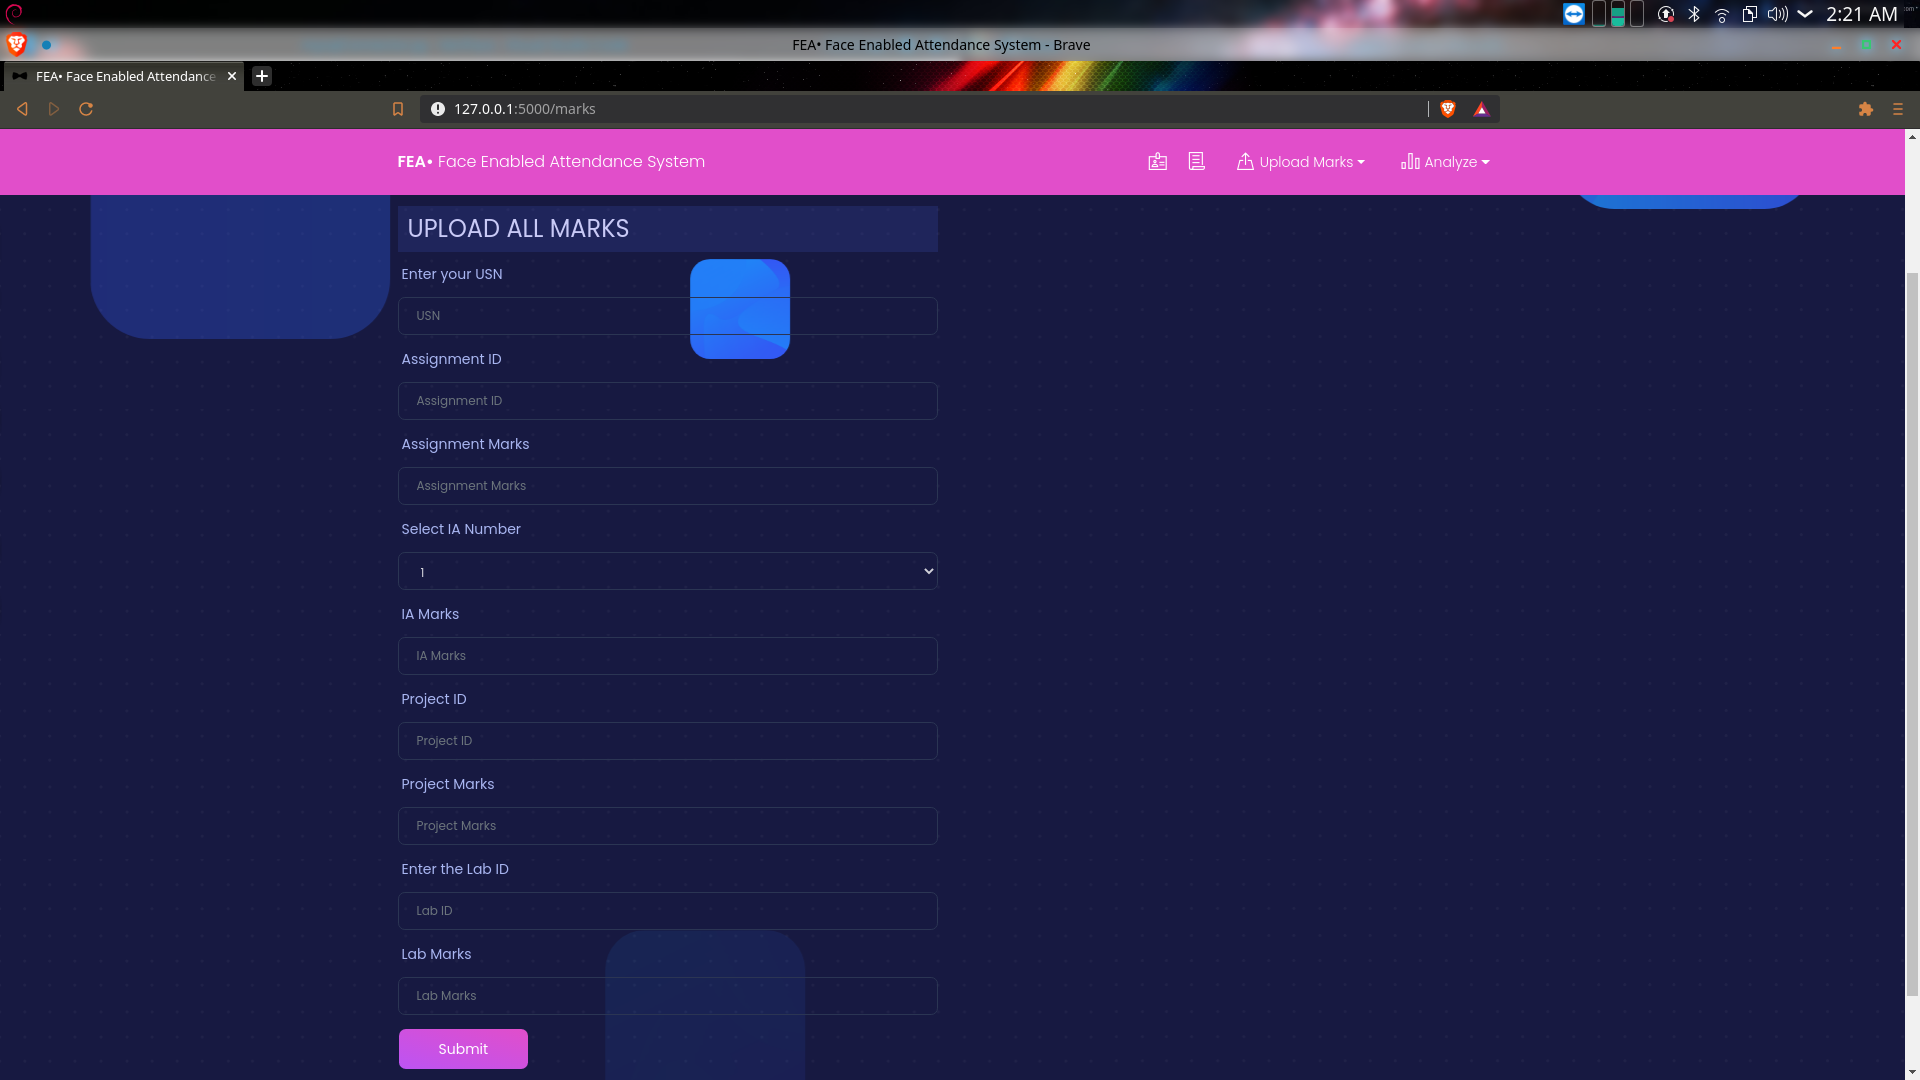 2:21 AM
FEA• Face Enabled Attendance System - Brave
FEA• Face Enabled Attendance
127.0.0.1:5000/marks
FEA• Face Enabled Attendance System
Upload Marks
Analyze
UPLOAD ALL MARKS
Enter your USN
USN
Assignment ID
Assignment ID
Assignment Marks
Assignment Marks
Select IA Number
1
IA Marks
IA Marks
Project ID
Project ID
Project Marks
Project Marks
Enter the Lab ID
Lab ID
Lab Marks
Lab Marks
Submit